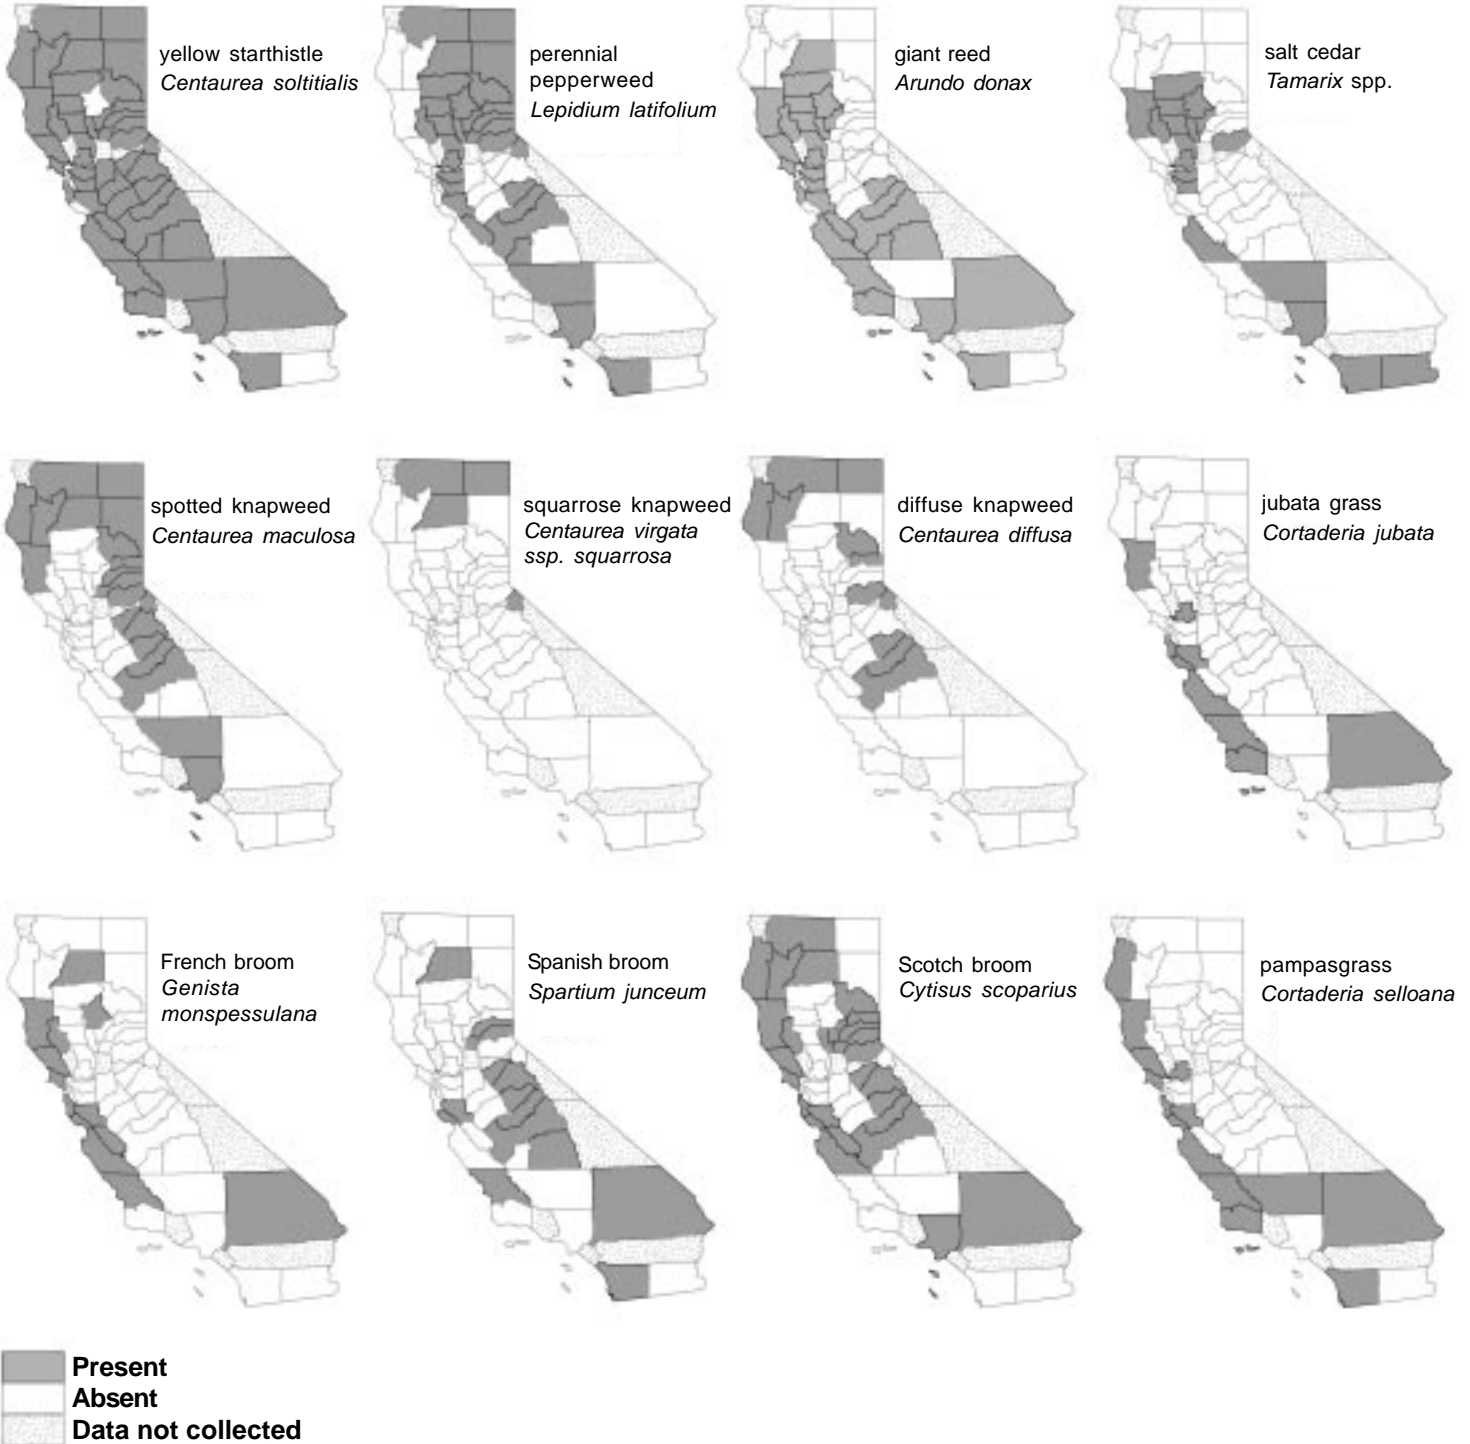 yellow starthistle
Centaurea soltitialis
perennial
pepperweed
Lepidium latifolium
giant reed
Arundo donax
salt cedar
Tamarix spp.
spotted knapweed
Centaurea maculosa
squarrose knapweed
Centaurea virgata
ssp. squarrosa
diffuse knapweed
Centaurea diffusa
jubata grass
Cortaderia jubata
French broom
Genista
monspessulana
Spanish broom
Spartium junceum
Scotch broom
Cytisus scoparius
pampasgrass
Cortaderia selloana
Present
Absent
Data not collected